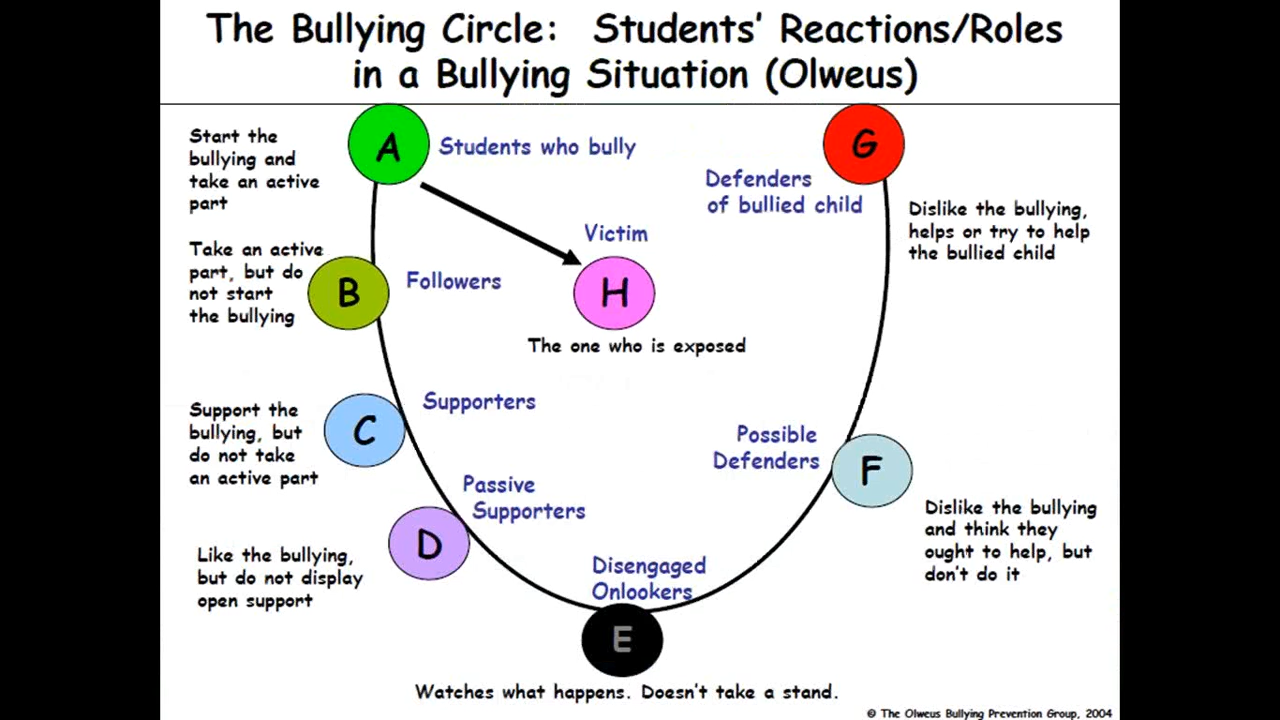 The Bullying Circle: Students' Reactions/Roles
in a Bullying Situation (Olweus)
A
Students who bully
Start the
bullying and
take an active
part
G
Defenders
of bullied child
Dislike the bullying,
helps or try to help
the bullied child
Victim
H
The one who is exposed
Take an active
part, but do
not start
the bullying
B
Followers
Support the
bullying, but
do not take
an active part
C
Supporters
Possible
Defenders
F
Dislike the bullying
and think they
ought to help, but
don't do it
Passive
Supporters
D
Like the bullying,
but do not display
open support
Disengaged
Onlookers
E
Watches what happens. Doesn't take a stand.
© The Olweus Bullying Prevention Group, 2004